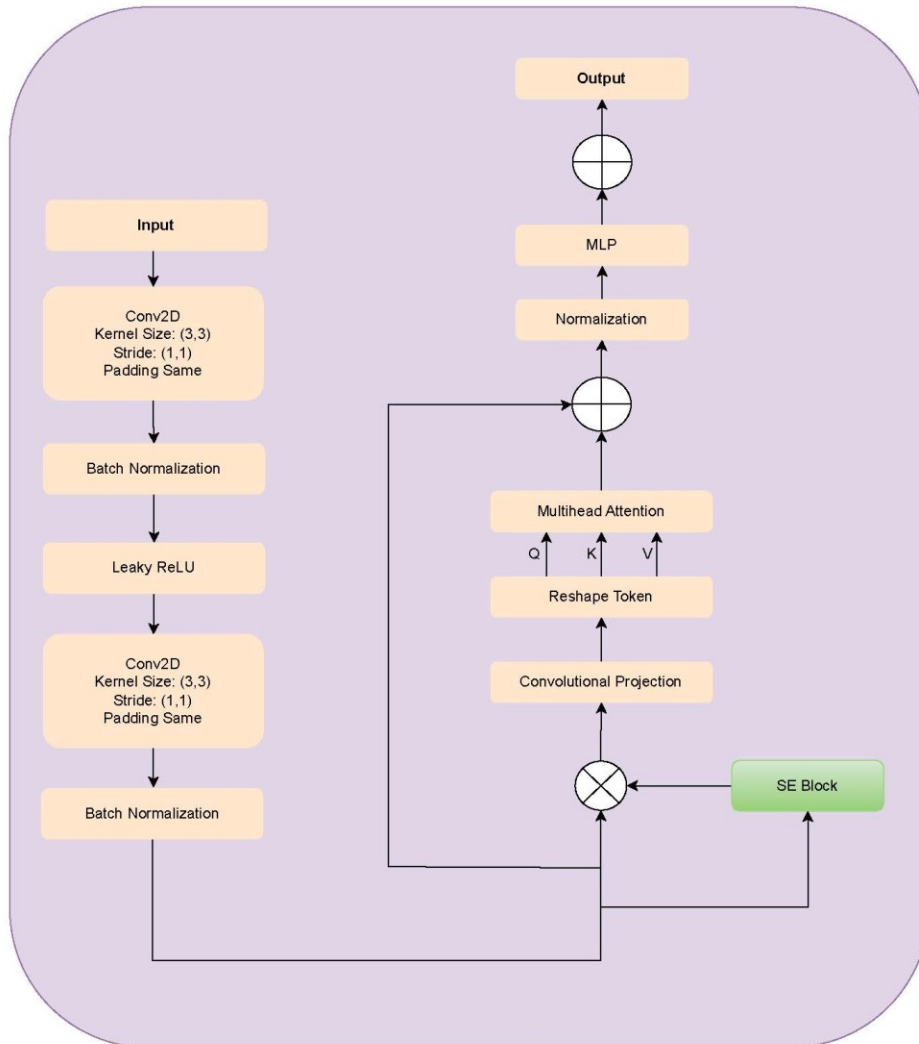 Input
Conv2D
Kernel Size: (3,3)
Stride: (1,1)
Padding Same
Batch Normalization
Leaky ReLU
Conv2D
Kernel Size: (3,3)
Stride: (1,1)
Padding Same
Batch Normalization
Output
MLP
Normalization
Multihead Attention
Q K V
Reshape Token
Convolutional Projection
SE Block